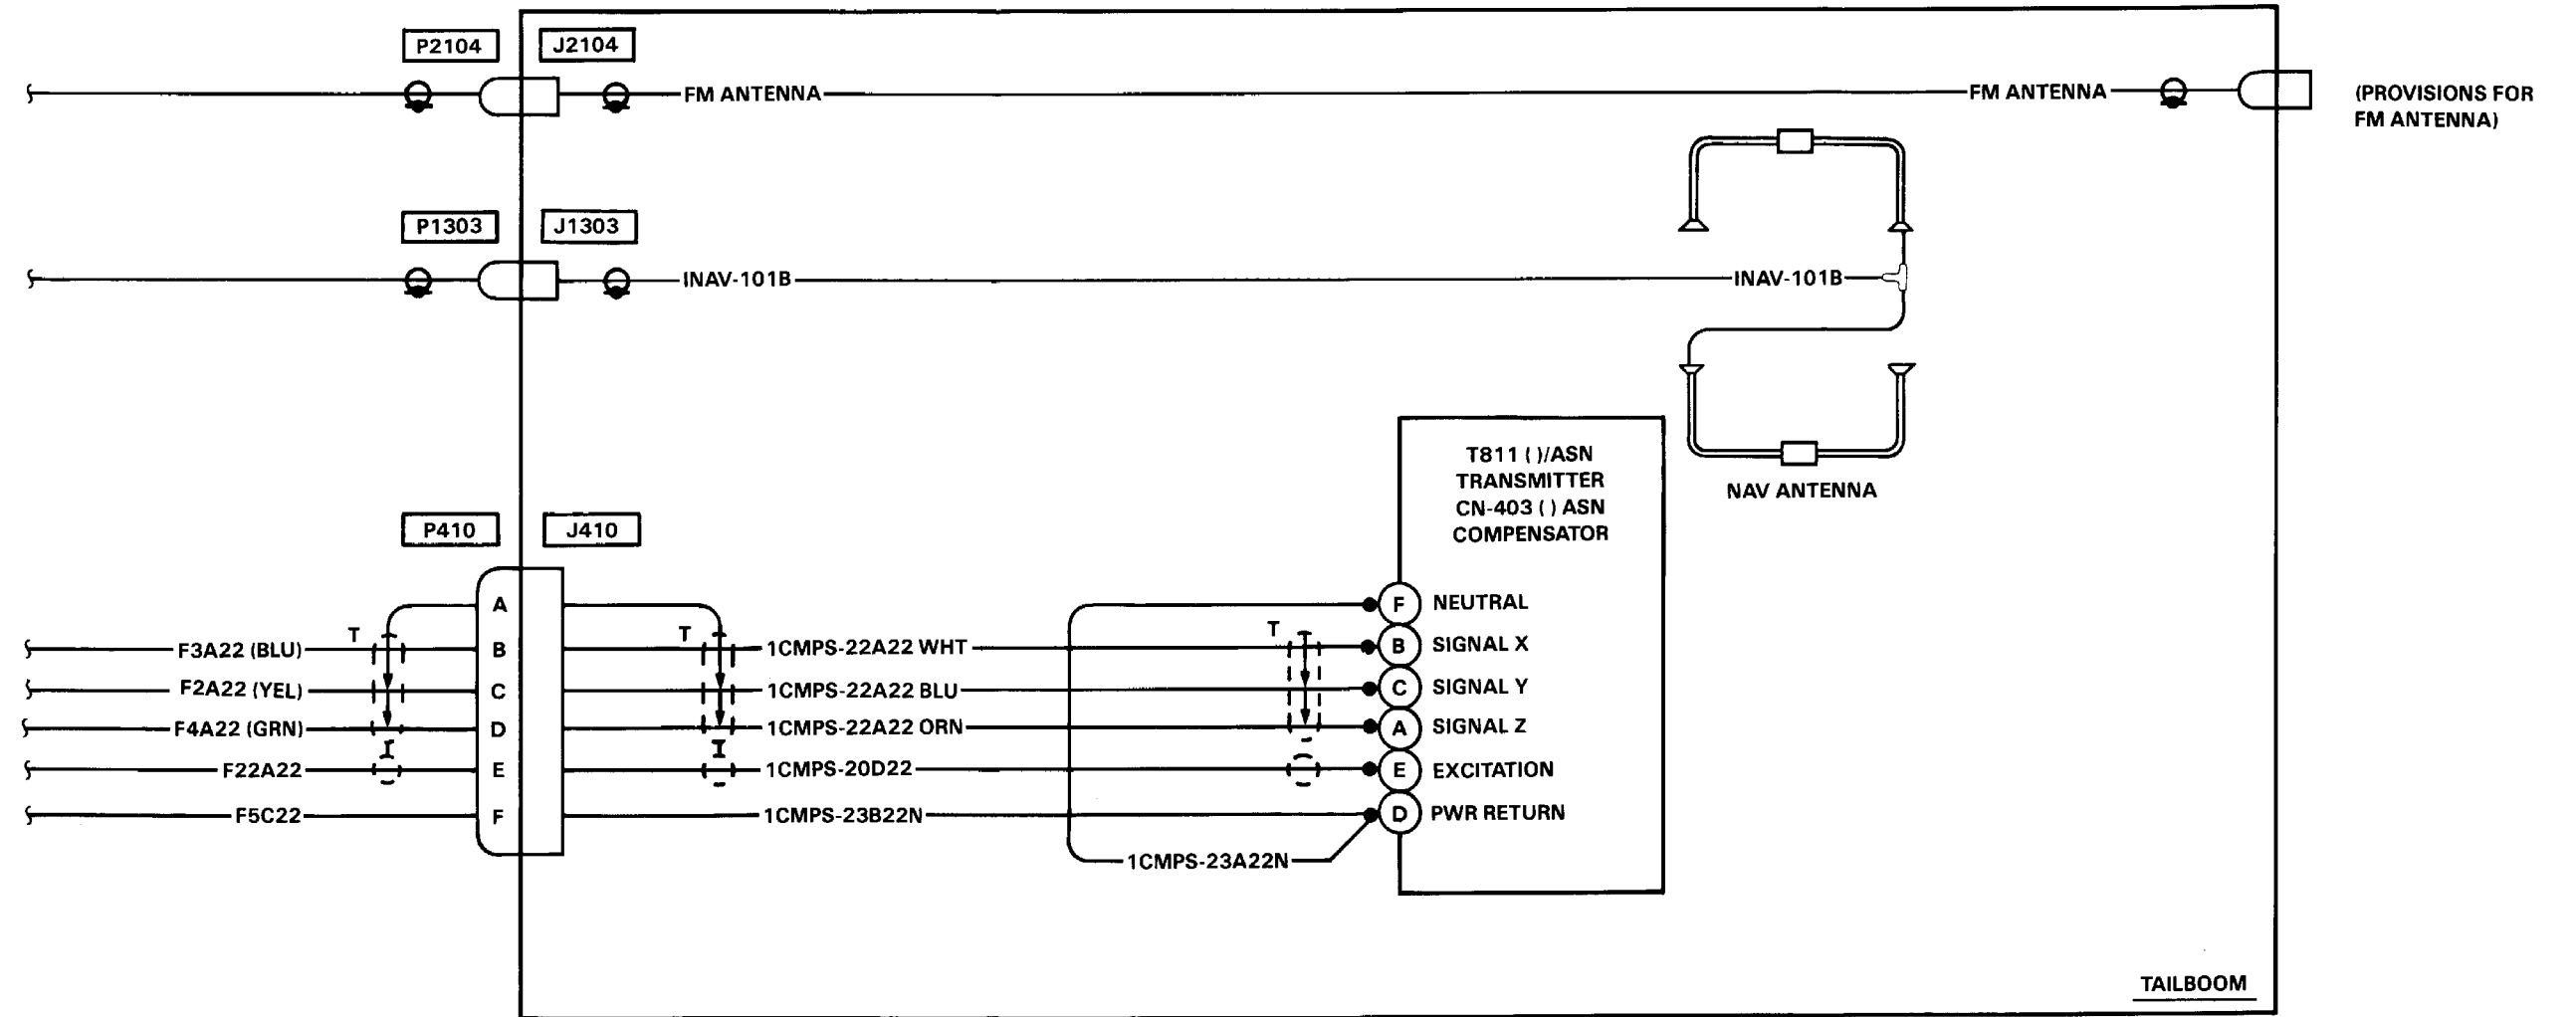 P2104
J2104
FM ANTENNA
FM ANTENNA
(PROVISIONS FOR
FM ANTENNA)
P1303
J1303
INAV-101B
INAV-101B
NAV ANTENNA
T811 ( )/ASN
TRANSMITTER
CN-403 ( ) ASN
COMPENSATOR
P410
J410
A
F NEUTRAL
T
T
T
F3A22 (BLU)
B
1CMPS-22A22 WHT
B SIGNAL X
F2A22 (YEL)
C
1CMPS-22A22 BLU
C SIGNAL Y
F4A22 (GRN)
D
1CMPS-22A22 ORN
A SIGNAL Z
F22A22
E
1CMPS-20D22
E EXCITATION
F5C22
F
1CMPS-23B22N
D PWR RETURN
1CMPS-23A22N
TAILBOOM